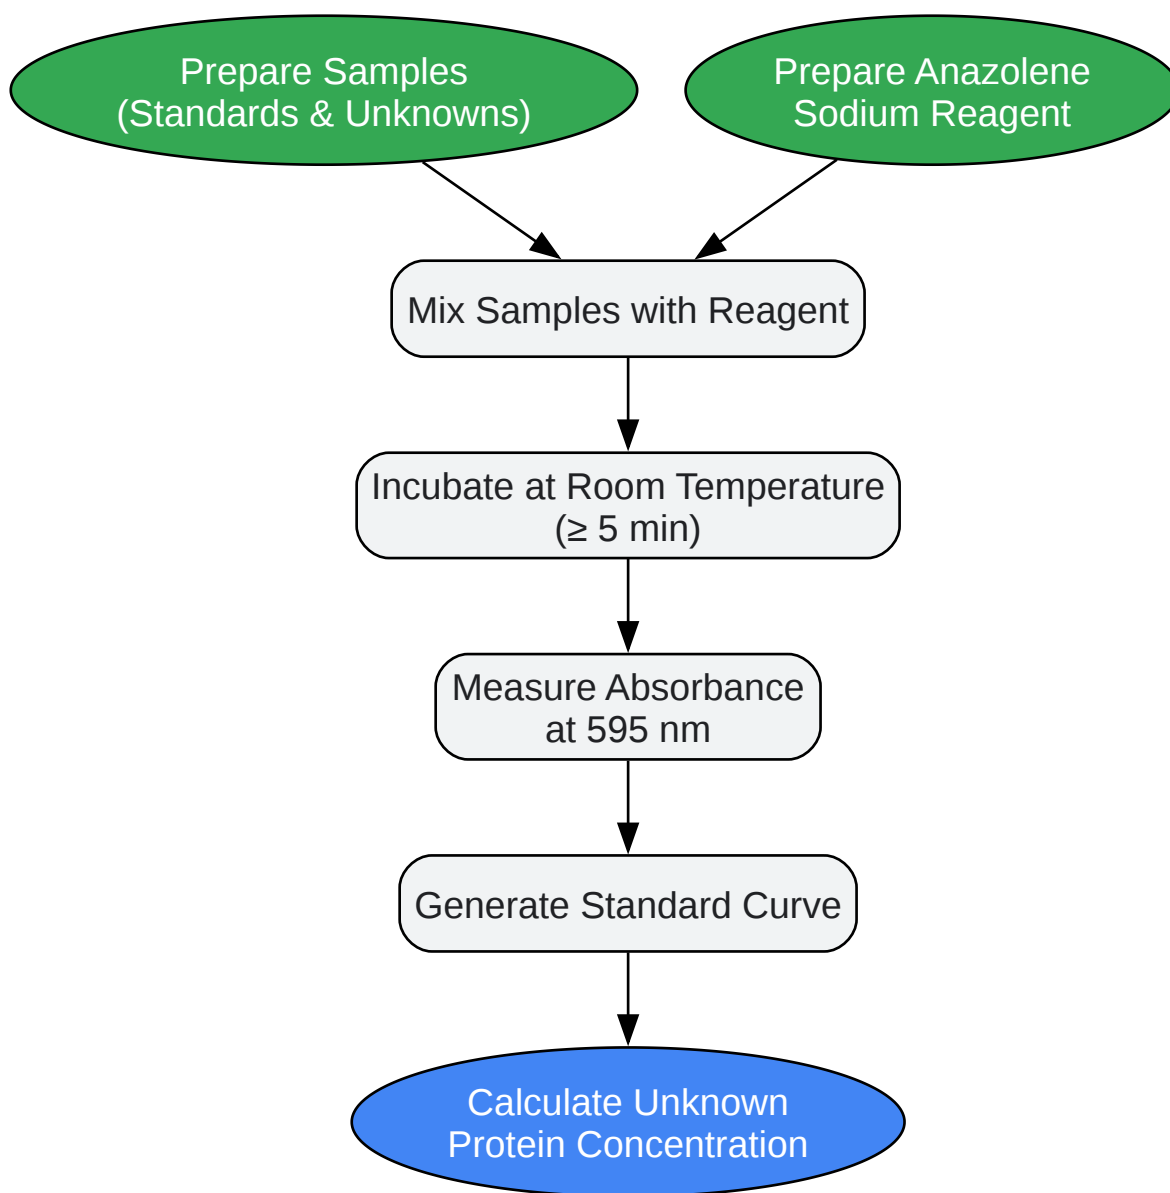 Prepare Samples
(Standards & Unknowns)
Prepare Anazolene
Sodium Reagent
Mix Samples with Reagent
Incubate at Room Temperature
(≥ 5 min)
Measure Absorbance
at 595 nm
Generate Standard Curve
Calculate Unknown
Protein Concentration